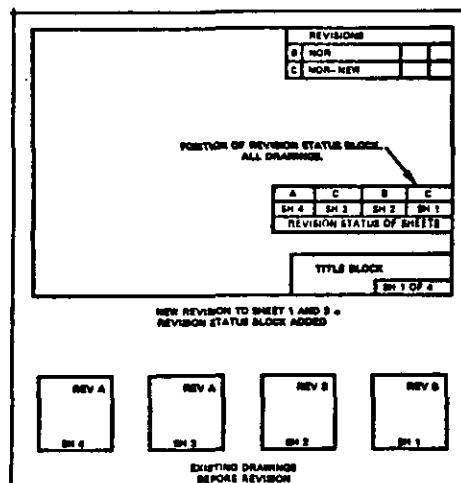 REVISIONS
B NOR
C NOR-NEW
POSITION OF REVISION STATUS BLOCK,
ALL DRAWINGS.
A C B C
SH 4 SH 3 SH 2 SH 1
REVISION STATUS OF SHEETS
TITLE BLOCK
SH 1 OF 4
NEW REVISION TO SHEET 1 AND 3
REVISION STATUS BLOCK ADDED
REV A REV A REV B REV B
SH 4 SH 3 SH 2 SH 1
EXISTING DRAWINGS
BEFORE REVISION